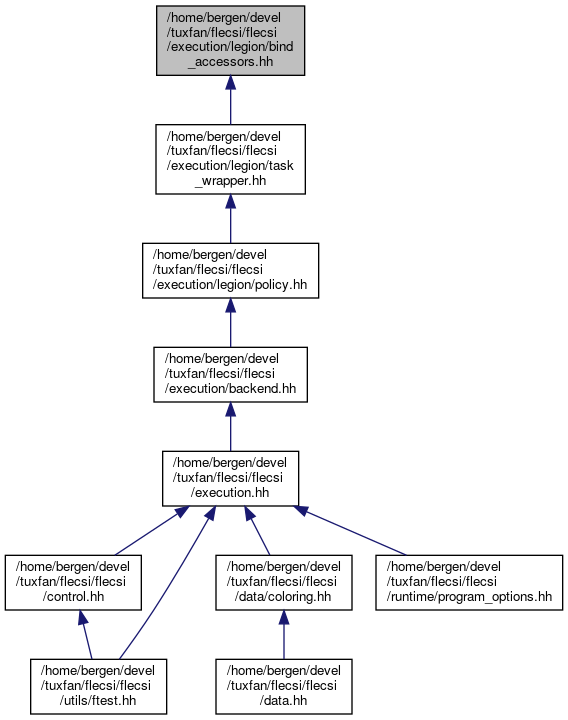 /home/bergen/devel
/tuxfan/flecsi/flecsi
/execution/legion/bind
_accessors.hh
/home/bergen/devel
/tuxfan/flecsi/flecsi
/execution/legion/task
_wrapper.hh
/home/bergen/devel
/tuxfan/flecsi/flecsi
/execution/legion/policy.hh
/home/bergen/devel
/tuxfan/flecsi/flecsi
/execution/backend.hh
/home/bergen/devel
/tuxfan/flecsi/flecsi
/execution.hh
/home/bergen/devel
/tuxfan/flecsi/flecsi
/control.hh
/home/bergen/devel
/tuxfan/flecsi/flecsi
/data/coloring.hh
/home/bergen/devel
/tuxfan/flecsi/flecsi
/runtime/program_options.hh
/home/bergen/devel
/tuxfan/flecsi/flecsi
/utils/ftest.hh
/home/bergen/devel
/tuxfan/flecsi/flecsi
/data.hh